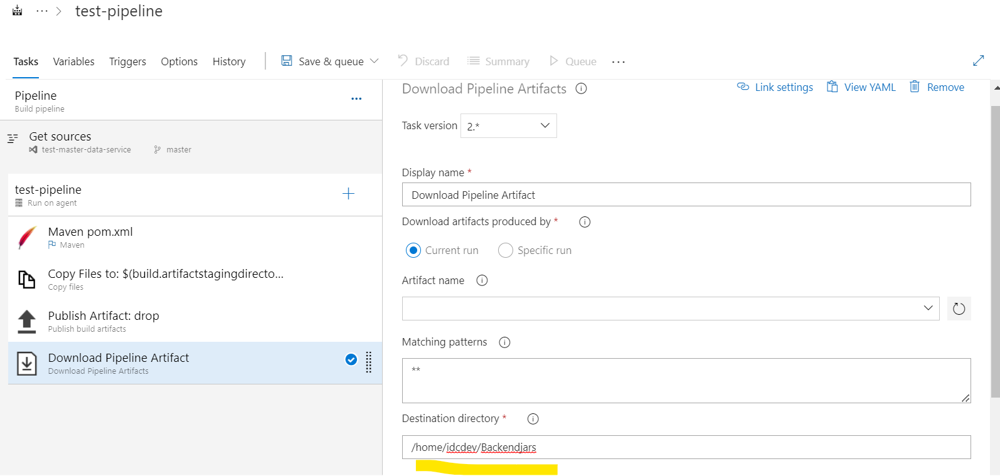 ··· > test-pipeline
Tasks Variables Triggers Options History Save & queue Discard Summary Queue ···
Pipeline ···
Build pipeline
Get sources
test-master-data-service master
test-pipeline
Run on agent
Maven pom.xml
Maven
Copy Files to: $(build.artifactstagingdirecto...
Copy files
Publish Artifact: drop
Publish build artifacts
Download Pipeline Artifact
Download Pipeline Artifacts
Download Pipeline Artifacts Link settings View YAML Remove
Task version 2.*
Display name *
Download Pipeline Artifact
Download artifacts produced by *
Current run Specific run
Artifact name
Matching patterns
**
Destination directory *
/home/idcdev/Backendjars